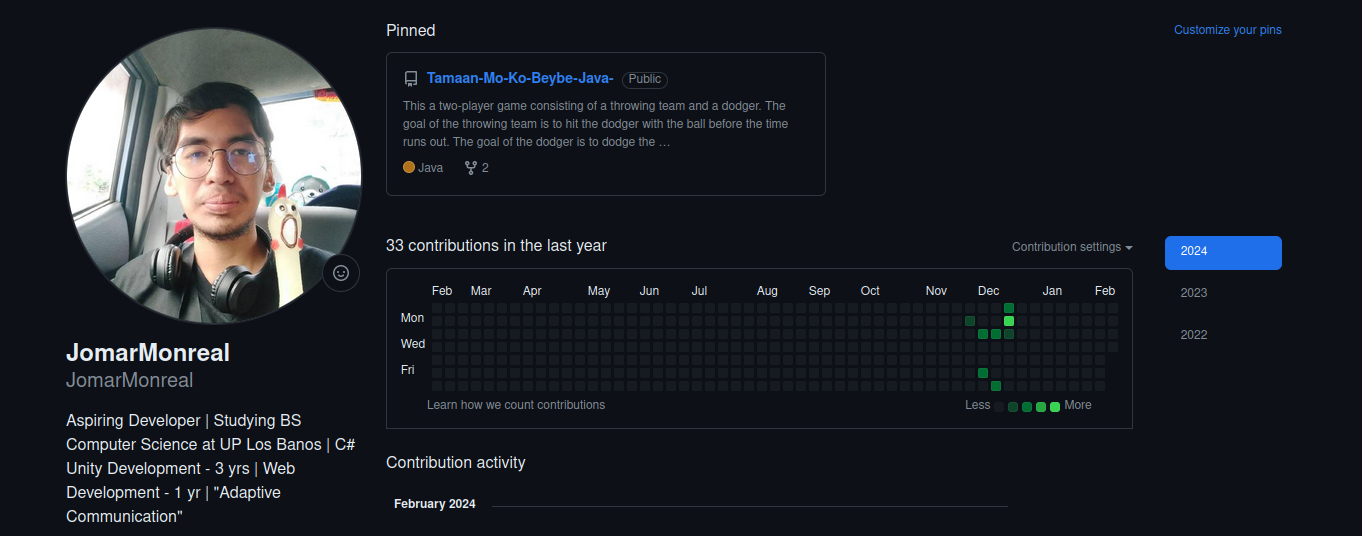 Pinned
Customize your pins
Tamaan-Mo-Ko-Beybe-Java- Public
This a two-player game consisting of a throwing team and a dodger. The
goal of the throwing team is to hit the dodger with the ball before the time
runs out. The goal of the dodger is to dodge the …
Java 2
33 contributions in the last year
Contribution settings
2024
2023
2022
Feb Mar Apr May Jun Jul Aug Sep Oct Nov Dec Jan Feb
Mon
Wed
Fri
Learn how we count contributions
Less More
JomarMonreal
JomarMonreal
Aspiring Developer | Studying BS
Computer Science at UP Los Banos | C#
Unity Development - 3 yrs | Web
Development - 1 yr | "Adaptive
Communication"
Contribution activity
February 2024